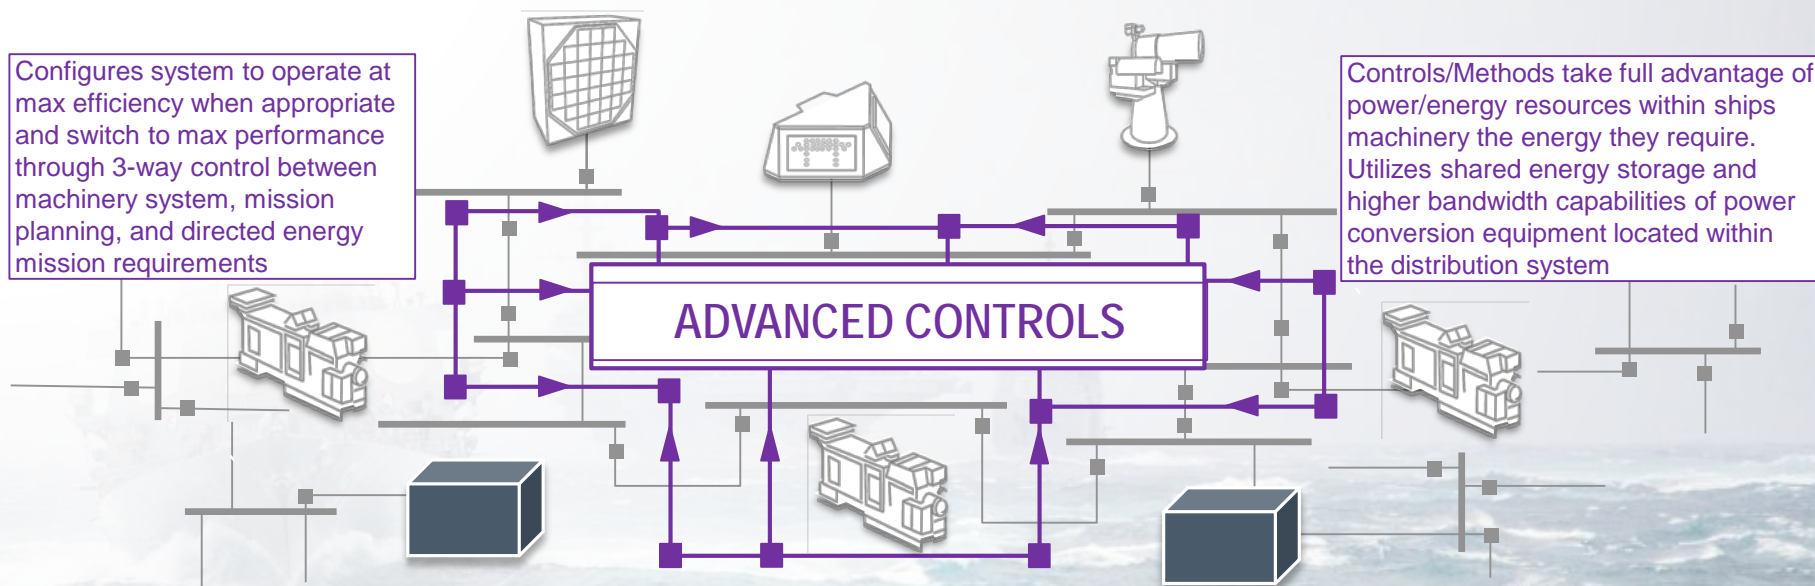 Configures system to operate at
max efficiency when appropriate
and switch to max performance
through 3-way control between
machinery system, mission
planning, and directed energy
mission requirements
ADVANCED CONTROLS
Controls/Methods take full advantage of
power/energy resources within ships
machinery the energy they require.
Utilizes shared energy storage and
higher bandwidth capabilities of power
conversion equipment located within
the distribution system